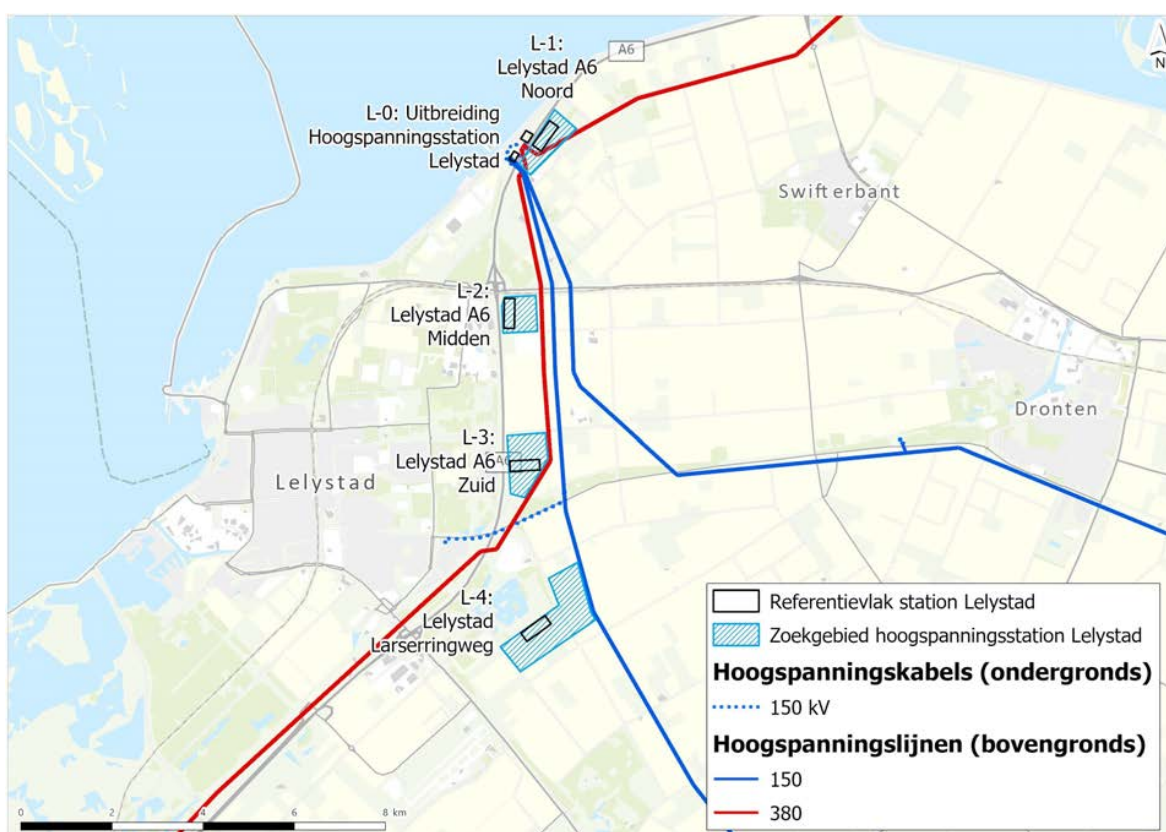 L-1:
Lelystad A6
Noord
A6
N
L-0: Uitbreiding
Hoogspanningsstation
Lelystad
Swifterbant
L-2:
Lelystad A6
Midden
Dronten
L-3:
Lelystad A6
Zuid
A6
Lelystad
L-4:
Lelystad
Larserringweg
Referentievlak station Lelystad
Zoekgebied hoogspanningsstation Lelystad
Hoogspanningskabels (ondergronds)
150 kV
Hoogspanningslijnen (bovengronds)
150
380
0 2 4 6 8 km